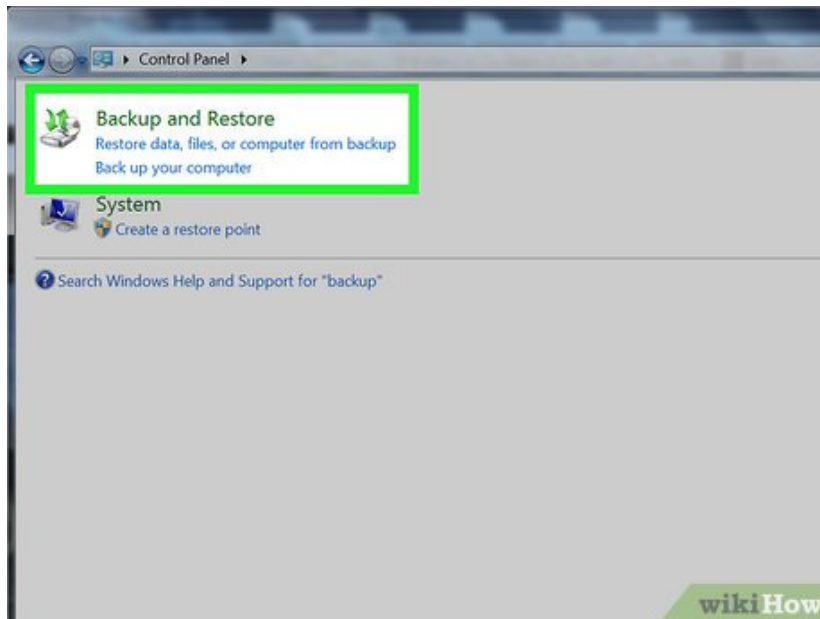 Control Panel
Backup and Restore
Restore data, files, or computer from backup
Back up your computer
System
Create a restore point
Search Windows Help and Support for "backup"
wikiHow